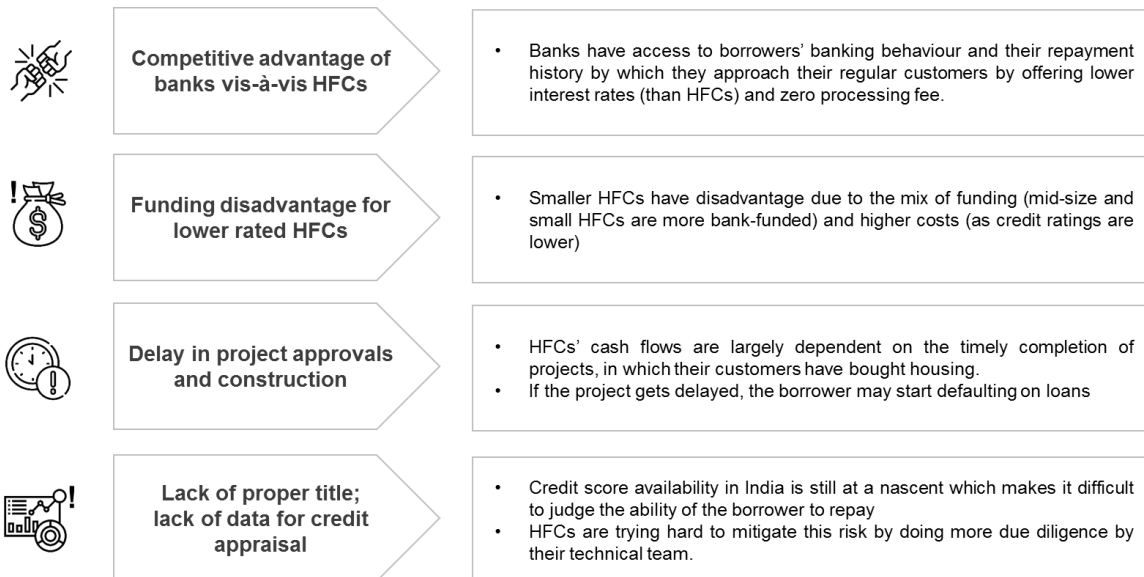 Competitive advantage of
banks vis-à-vis HFCs
• Banks have access to borrowers’ banking behaviour and their repayment
history by which they approach their regular customers by offering lower
interest rates (than HFCs) and zero processing fee.
Funding disadvantage for
lower rated HFCs
• Smaller HFCs have disadvantage due to the mix of funding (mid-size and
small HFCs are more bank-funded) and higher costs (as credit ratings are
lower)
Delay in project approvals
and construction
• HFCs’ cash flows are largely dependent on the timely completion of
projects, in which their customers have bought housing.
• If the project gets delayed, the borrower may start defaulting on loans
Lack of proper title;
lack of data for credit
appraisal
• Credit score availability in India is still at a nascent which makes it difficult
to judge the ability of the borrower to repay
• HFCs are trying hard to mitigate this risk by doing more due diligence by
their technical team.